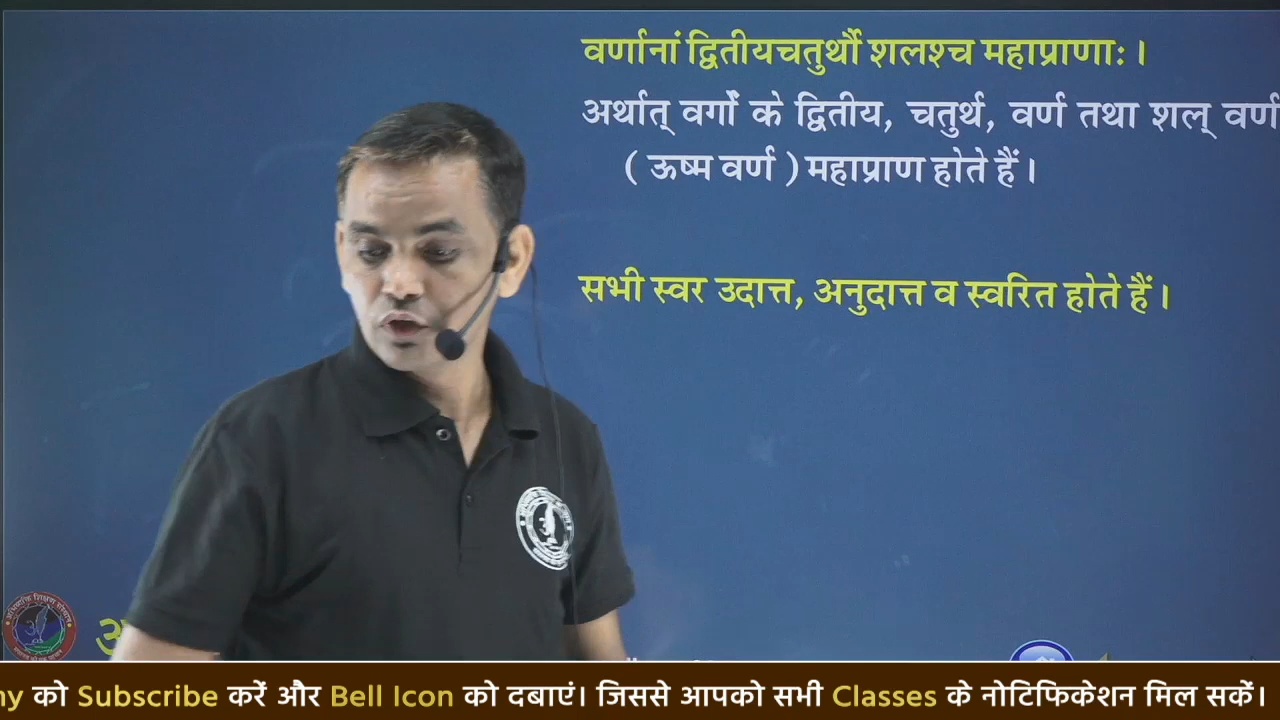 वर्णानां द्वितीयचतुर्थौ शलश्च महाप्राणाः ।
अर्थात् वर्गों के द्वितीय, चतुर्थ, वर्ण तथा शल् वर्ण
( ऊष्म वर्ण ) महाप्राण होते हैं ।
सभी स्वर उदात्त, अनुदात्त व स्वरित होते हैं ।
को Subscribe करें और Bell Icon को दबाएं। जिससे आपको सभी Classes के नोटिफिकेशन मिल सकें।